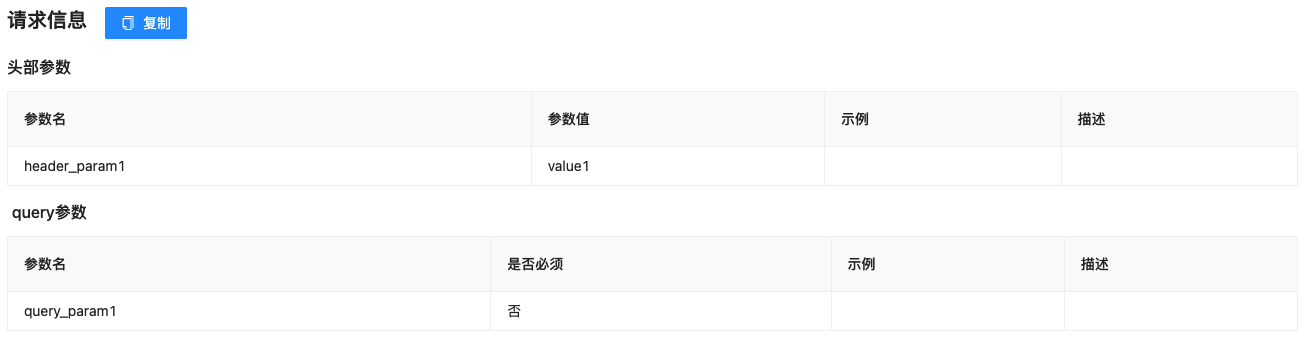 请求信息 复制
头部参数
参数名 参数值 示例 描述
header_param1 value1
query参数
参数名 是否必须 示例 描述
query_param1 否